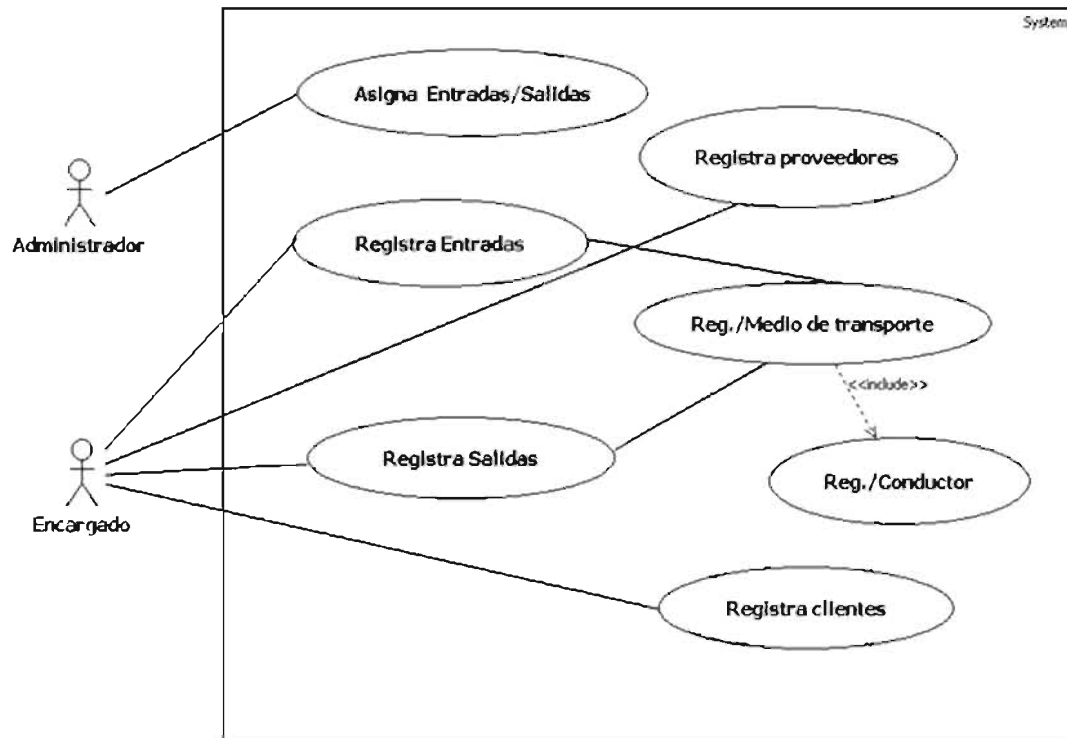 System
Asigna Entradas/Salidas
Registra proveedores
Administrador
Registra Entradas
Reg./Medio de transporte
<<include>>
Registra Salidas
Reg./Conductor
Encargado
Registra clientes